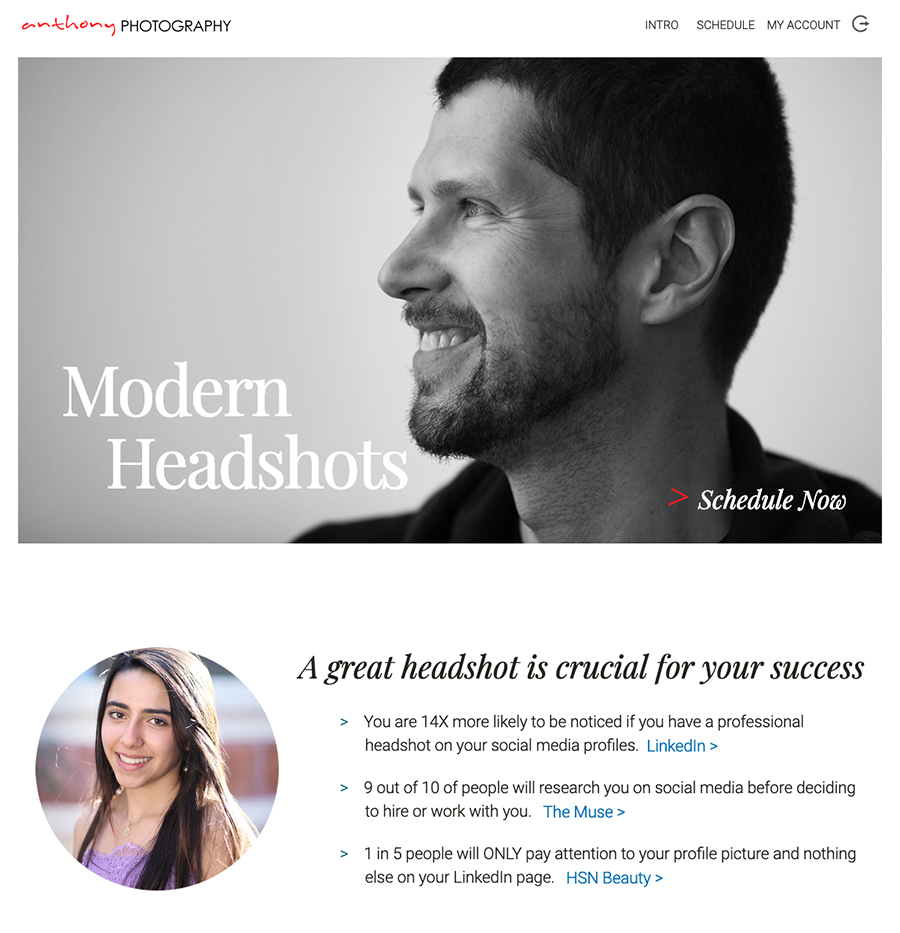 anthony PHOTOGRAPHY
INTRO SCHEDULE MY ACCOUNT
Modern
Headshots
> Schedule Now
A great headshot is crucial for your success
> You are 14X more likely to be noticed if you have a professional
headshot on your social media profiles. LinkedIn >
> 9 out of 10 of people will research you on social media before deciding
to hire or work with you. The Muse >
> 1 in 5 people will ONLY pay attention to your profile picture and nothing
else on your LinkedIn page. HSN Beauty >